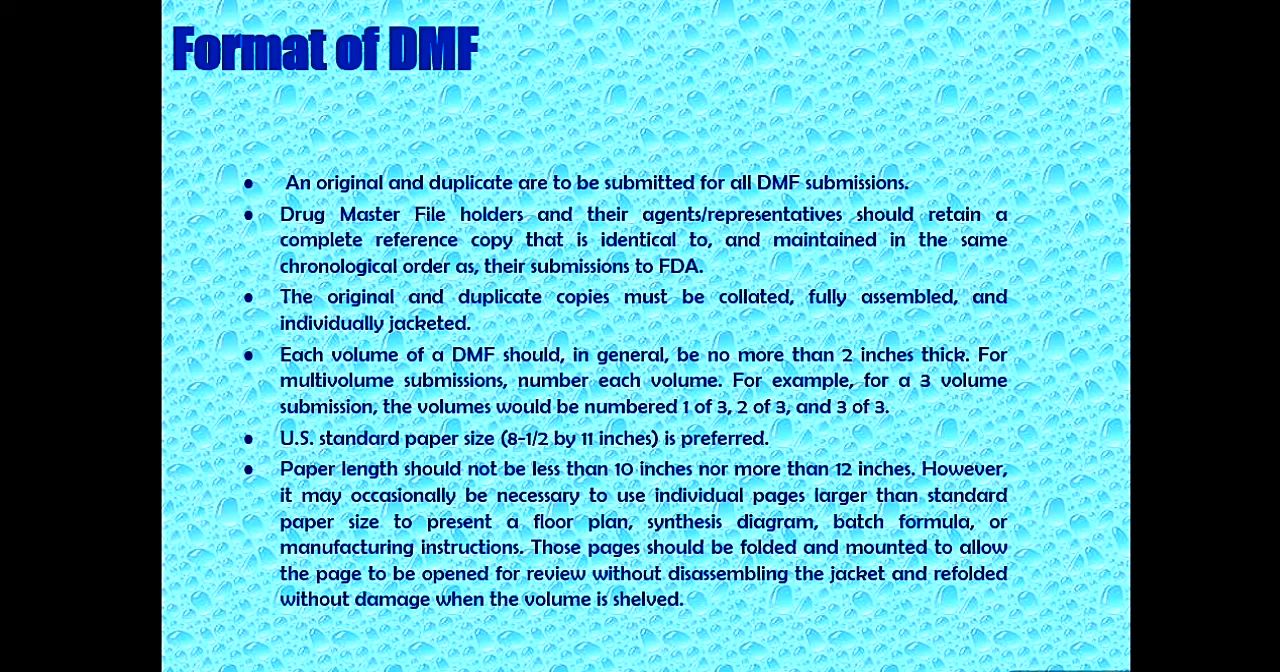 Format of DMF
• An original and duplicate are to be submitted for all DMF submissions.
• Drug Master File holders and their agents/representatives should retain a
complete reference copy that is identical to, and maintained in the same
chronological order as, their submissions to FDA.
• The original and duplicate copies must be collated, fully assembled, and
individually jacketed.
• Each volume of a DMF should, in general, be no more than 2 inches thick. For
multivolume submissions, number each volume. For example, for a 3 volume
submission, the volumes would be numbered 1 of 3, 2 of 3, and 3 of 3.
• U.S. standard paper size (8-1/2 by 11 inches) is preferred.
• Paper length should not be less than 10 inches nor more than 12 inches. However,
it may occasionally be necessary to use individual pages larger than standard
paper size to present a floor plan, synthesis diagram, batch formula, or
manufacturing instructions. Those pages should be folded and mounted to allow
the page to be opened for review without disassembling the jacket and refolded
without damage when the volume is shelved.